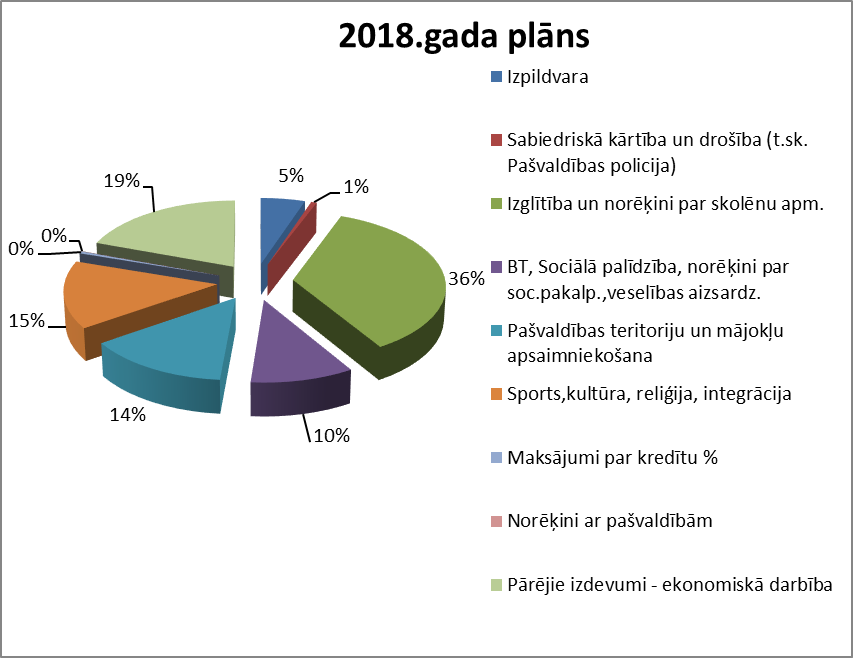 2018.gada plāns
Izpildvara
Sabiedriskā kārtība un drošība (t.sk.
Pašvaldības policija)
Izglītība un norēķini par skolēnu apm.
BT, Sociālā palīdzība, norēķini par
soc.pakalp.,veselības aizsardz.
Pašvaldības teritoriju un mājokļu
apsaimniekošana
Sports,kultūra, reliģija, integrācija
Maksājumi par kredītu %
Norēķini ar pašvaldībām
Pārējie izdevumi - ekonomiskā darbība
5%
1%
36%
10%
14%
15%
0%
0%
19%